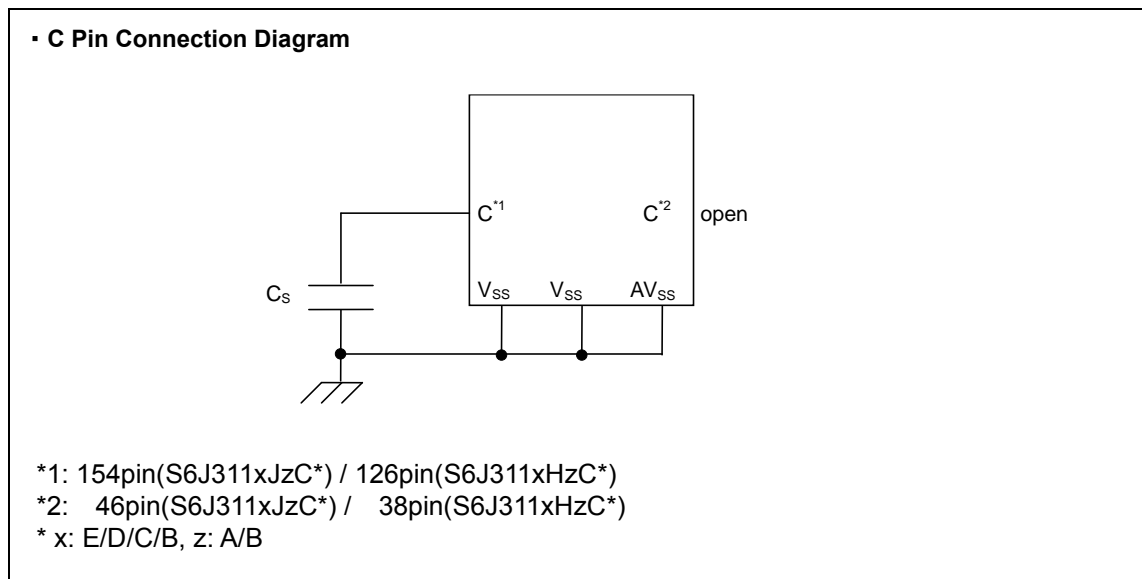 ▪ C Pin Connection Diagram
C*1 C*2 open
CS
VSS VSS AVSS
*1: 154pin(S6J311xJzC*) / 126pin(S6J311xHzC*)
*2: 46pin(S6J311xJzC*) / 38pin(S6J311xHzC*)
* x: E/D/C/B, z: A/B